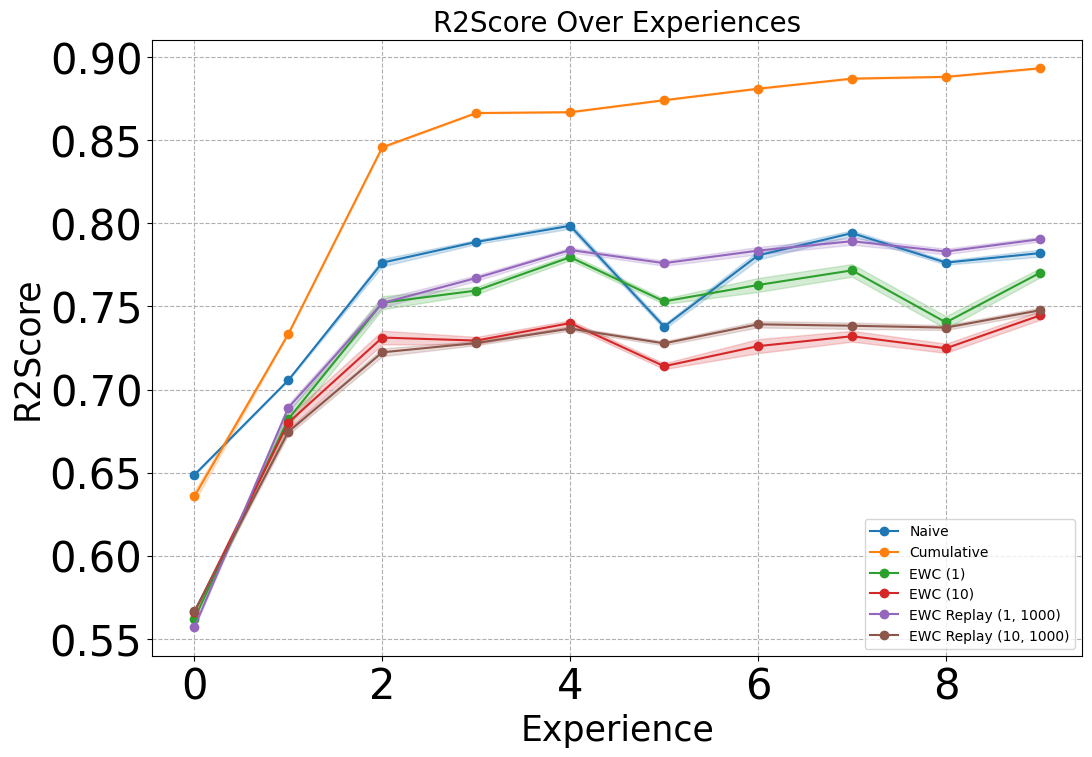 R2Score Over Experiences
R2Score
0.90
0.85
0.80
0.75
0.70
0.65
0.60
0.55
0
2
4
6
8
Experience
Naive
Cumulative
EWC (1)
EWC (10)
EWC Replay (1, 1000)
EWC Replay (10, 1000)